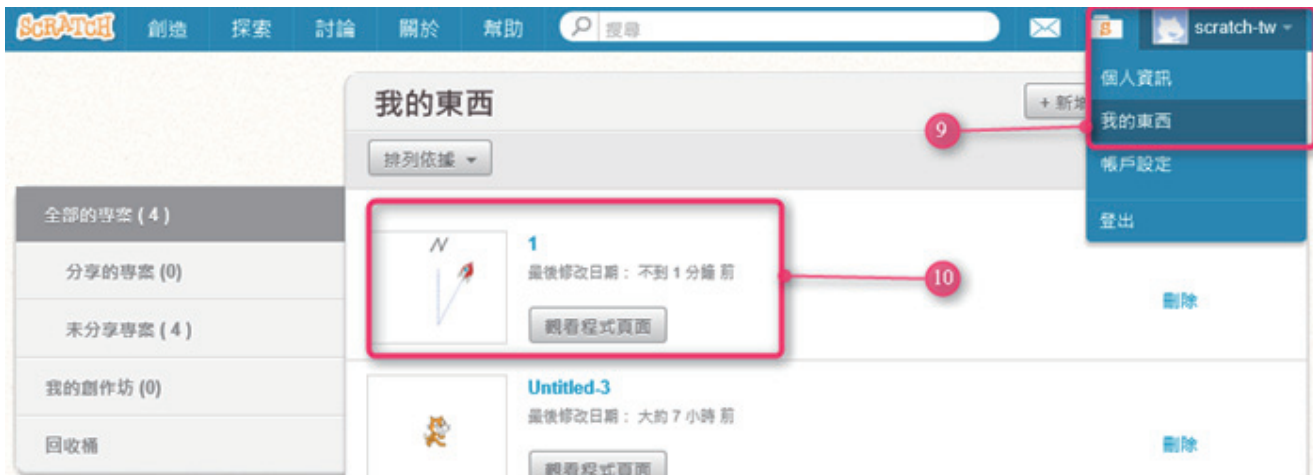 SCRATCH 創造 探索 討論 關於 幫助 搜尋 S scratch-tw
個人資訊
我的東西
帳戶設定
登出
我的東西
+ 新增
9
排列依據
全部的專案 ( 4 )
分享的專案 (0)
未分享專案 ( 4 )
我的創作坊 (0)
回收桶
N
1
最後修改日期： 不到 1 分鐘 前
觀看程式頁面
10
刪除
Untitled-3
最後修改日期： 大約 7 小時 前
觀看程式頁面
刪除